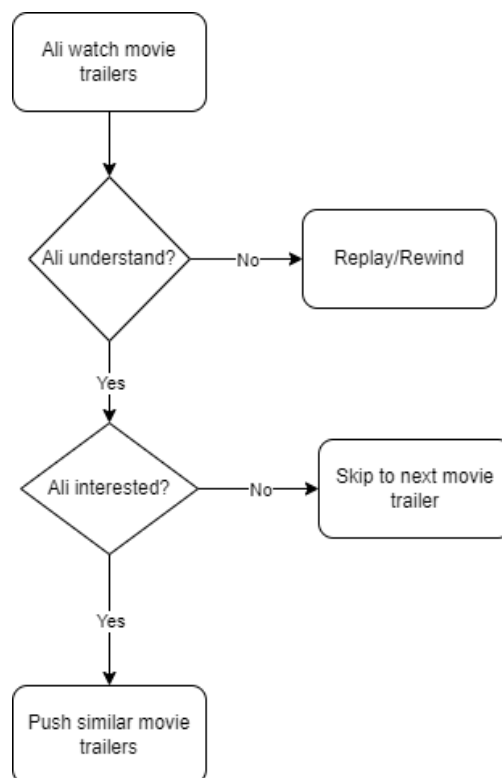 Ali watch movie
trailers
Ali understand?
No
Replay/Rewind
Yes
Ali interested?
No
Skip to next movie
trailer
Yes
Push similar movie
trailers